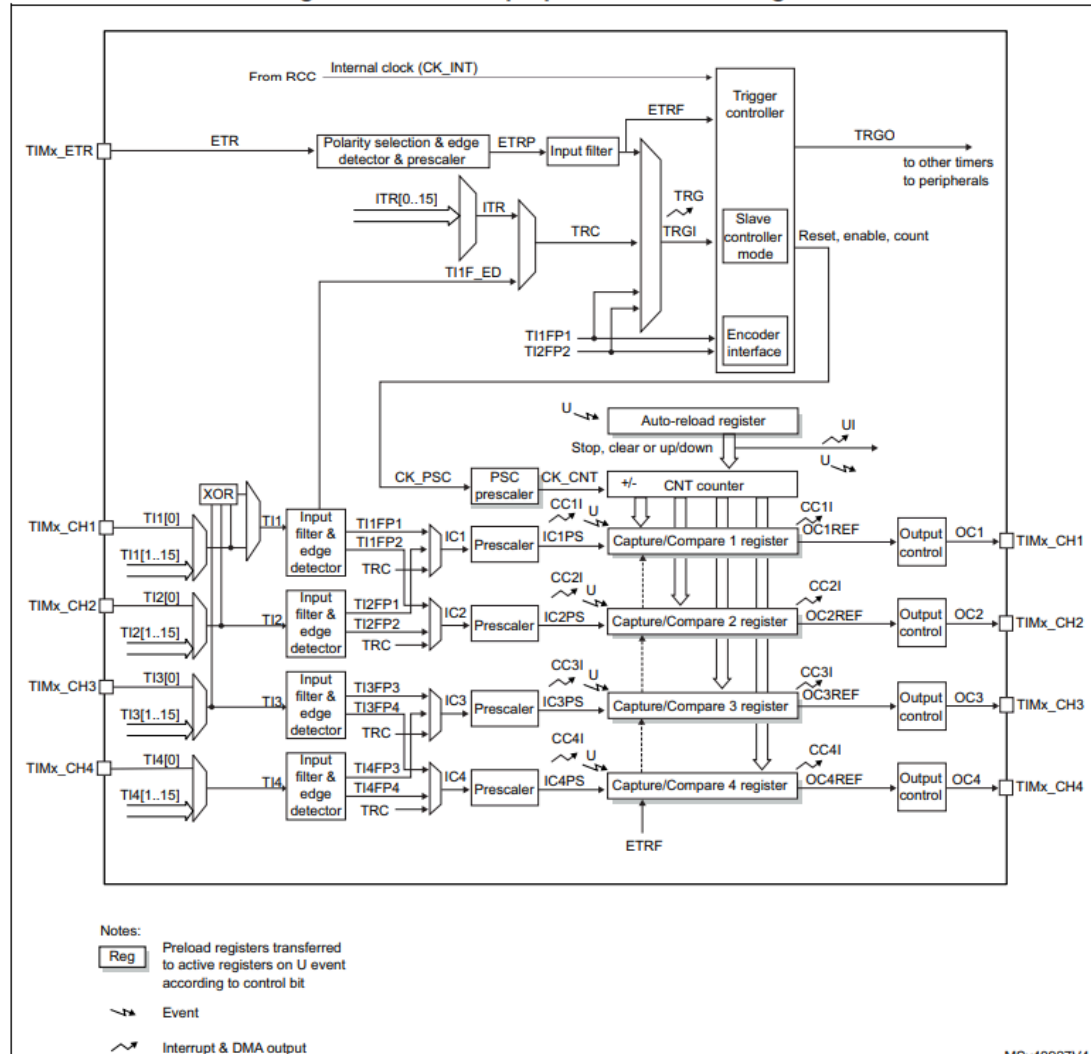 From RCC
Internal clock (CK_INT)
Trigger
controller
ETRF
TRGO
to other timers
to peripherals
TIMx_ETR
ETR
Polarity selection & edge
detector & prescaler
ETRP
Input filter
ITR[0..15]
ITR
TRC
TRG
TRGI
Slave
controller
mode
Reset, enable, count
TI1F_ED
TI1FP1
TI2FP2
Encoder
interface
U
Auto-reload register
UI
Stop, clear or up/down
U
CK_PSC
PSC
prescaler
CK_CNT
+/-
CNT counter
XOR
TIMx_CH1
TI1[0]
TI1[1..15]
TI1
Input
filter &
edge
detector
TI1FP1
TI1FP2
TRC
IC1
Prescaler
IC1PS
CC1I
U
Capture/Compare 1 register
CC1I
OC1REF
Output
control
OC1
TIMx_CH1
TIMx_CH2
TI2[0]
TI2[1..15]
TI2
Input
filter &
edge
detector
TI2FP1
TI2FP2
TRC
IC2
Prescaler
IC2PS
CC2I
U
Capture/Compare 2 register
CC2I
OC2REF
Output
control
OC2
TIMx_CH2
TIMx_CH3
TI3[0]
TI3[1..15]
TI3
Input
filter &
edge
detector
TI3FP3
TI3FP4
TRC
IC3
Prescaler
IC3PS
CC3I
U
Capture/Compare 3 register
CC3I
OC3REF
Output
control
OC3
TIMx_CH3
TIMx_CH4
TI4[0]
TI4[1..15]
TI4
Input
filter &
edge
detector
TI4FP3
TI4FP4
TRC
IC4
Prescaler
IC4PS
CC4I
U
Capture/Compare 4 register
CC4I
OC4REF
Output
control
OC4
TIMx_CH4
ETRF
Notes:
Reg
Preload registers transferred
to active registers on U event
according to control bit
Event
Interrupt & DMA output